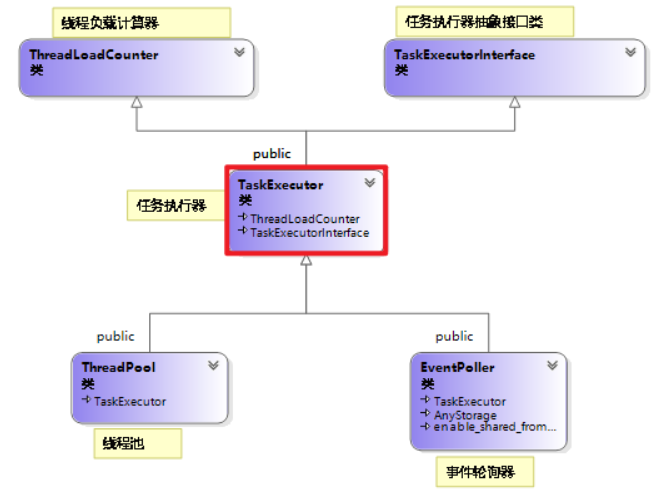 线程负载计算器
任务执行器抽象接口类
ThreadLoadCounter
类
TaskExecutorInterface
类
public
任务执行器
TaskExecutor
类
ThreadLoadCounter
TaskExecutorInterface
public
public
ThreadPool
类
TaskExecutor
EventPoller
类
TaskExecutor
AnyStorage
enable_shared_from...
线程池
事件轮询器